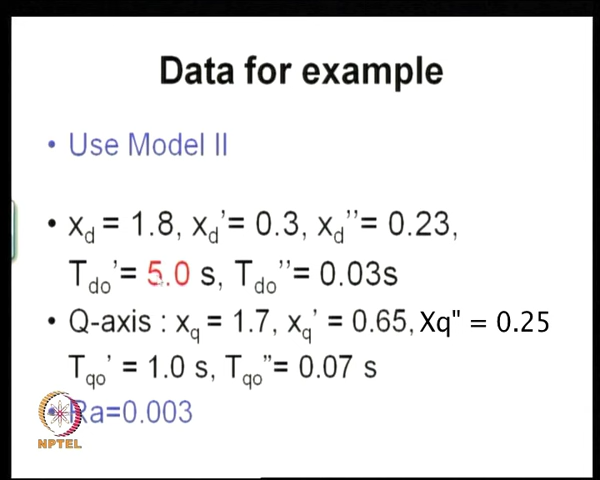 Data for example
• Use Model II
• xd = 1.8, xd'= 0.3, xd''= 0.23,
Tdo'= 5.0 s, Tdo''= 0.03s
• Q-axis : xq = 1.7, xq' = 0.65, Xq" = 0.25
Tqo' = 1.0 s, Tqo"= 0.07 s
• Ra=0.003
NPTEL